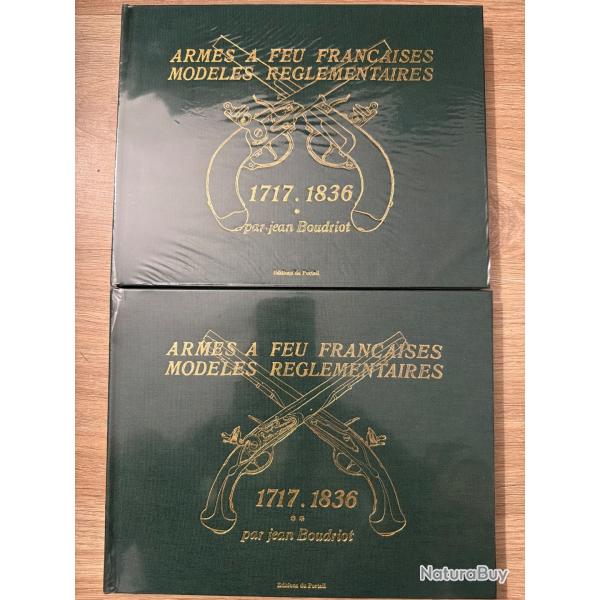 ARMES A FEU FRANCAISES
MODELES REGLEMENTAIRES
1717.1836
*
par jean Boudriot
Editions du Portail
ARMES A FEU FRANCAISES
MODELES REGLEMENTAIRES
1717.1836
**
par jean Boudriot
Editions du Portail
NaturaBuy